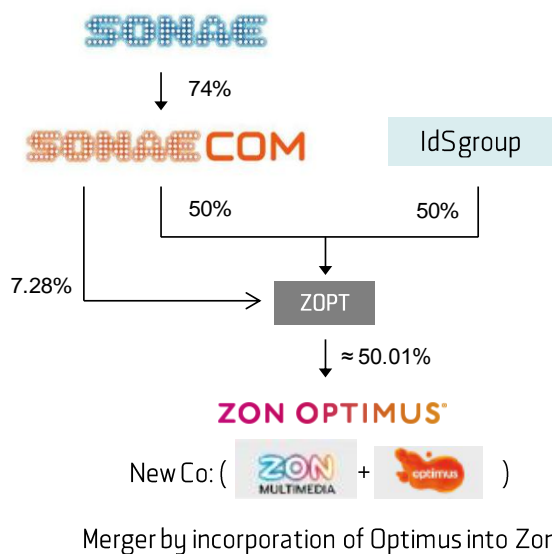 SONAE
74%
SONAECOM
IdSgroup
50%
50%
7.28%
ZOPT
≈ 50.01%
ZON OPTIMUS
New Co: ( ZON MULTIMEDIA + optimus )
Merger by incorporation of Optimus into Zon